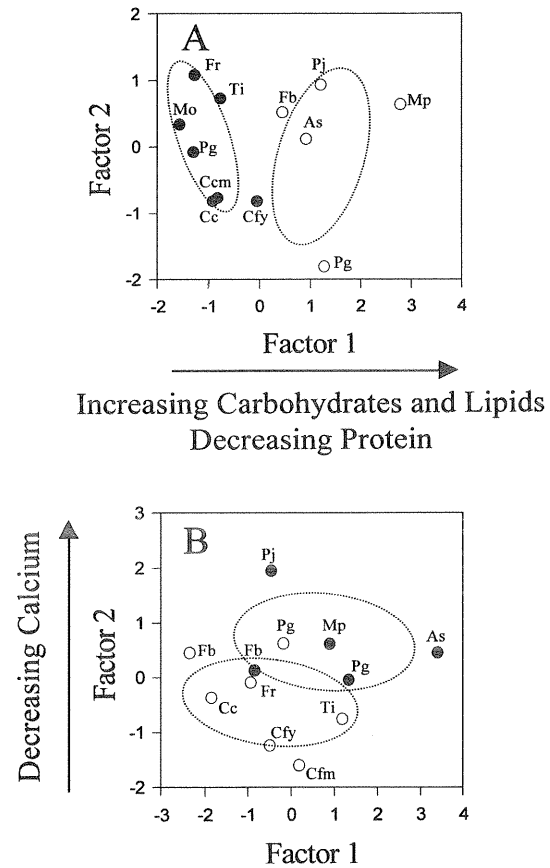 A
2
1
0
-1
-2
Factor 2
Fr
Ti
Mo
Pg
Ccm
Cc
Cfy
Pj
Fb
As
Mp
Pg
-2 -1 0 1 2 3 4
Factor 1
Increasing Carbohydrates and Lipids
Decreasing Protein
B
Decreasing Calcium
Factor 2
3
2
1
0
-1
-2
Pj
Pg
Mp
As
Fb
Fb
Fr
Pg
Cc
Ti
Cfy
Cfm
-3 -2 -1 0 1 2 3 4
Factor 1